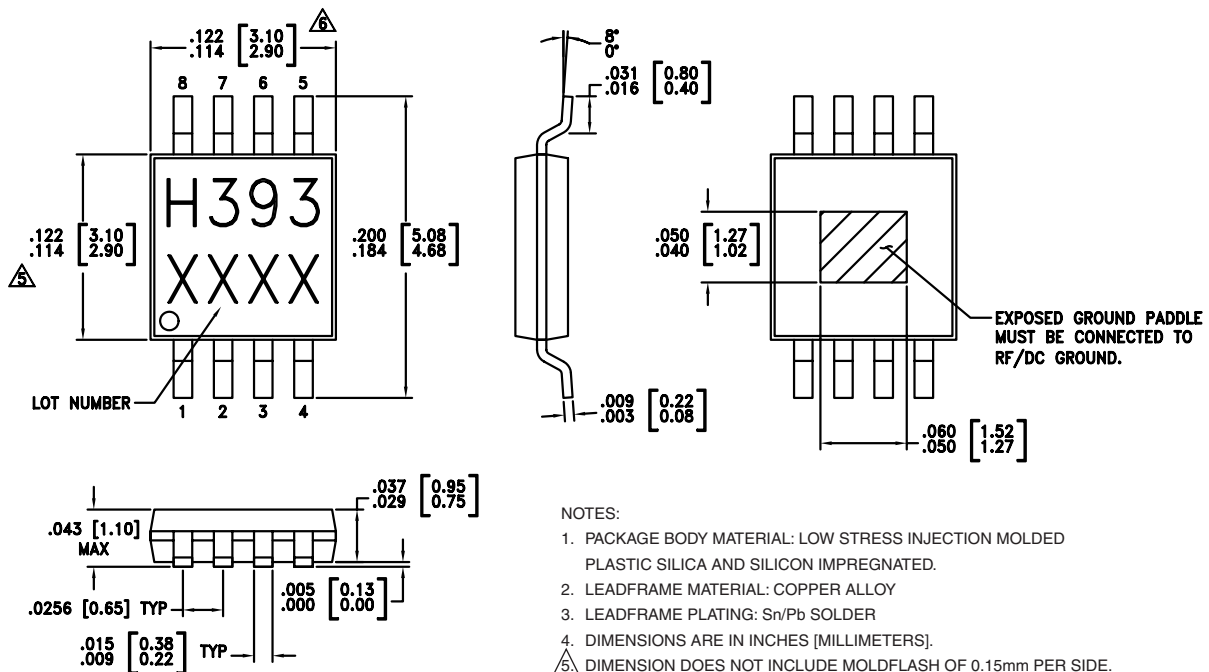 .122 [3.10]
.114 [2.90]
6
8 7 6 5
H393
XXXX
.122 [3.10]
.114 [2.90]
5
.200 [5.08]
.184 [4.68]
LOT NUMBER
1 2 3 4
8°
0°
.031 [0.80]
.016 [0.40]
.009 [0.22]
.003 [0.08]
.050 [1.27]
.040 [1.02]
EXPOSED GROUND PADDLE
MUST BE CONNECTED TO
RF/DC GROUND.
.060 [1.52]
.050 [1.27]
.037 [0.95]
.029 [0.75]
.043 [1.10]
MAX
.005 [0.13]
.000 [0.00]
.0256 [0.65] TYP
.015 [0.38]
.009 [0.22] TYP
NOTES:
1. PACKAGE BODY MATERIAL: LOW STRESS INJECTION MOLDED
PLASTIC SILICA AND SILICON IMPREGNATED.
2. LEADFRAME MATERIAL: COPPER ALLOY
3. LEADFRAME PLATING: Sn/Pb SOLDER
4. DIMENSIONS ARE IN INCHES [MILLIMETERS].
5. DIMENSION DOES NOT INCLUDE MOLDFLASH OF 0.15mm PER SIDE.